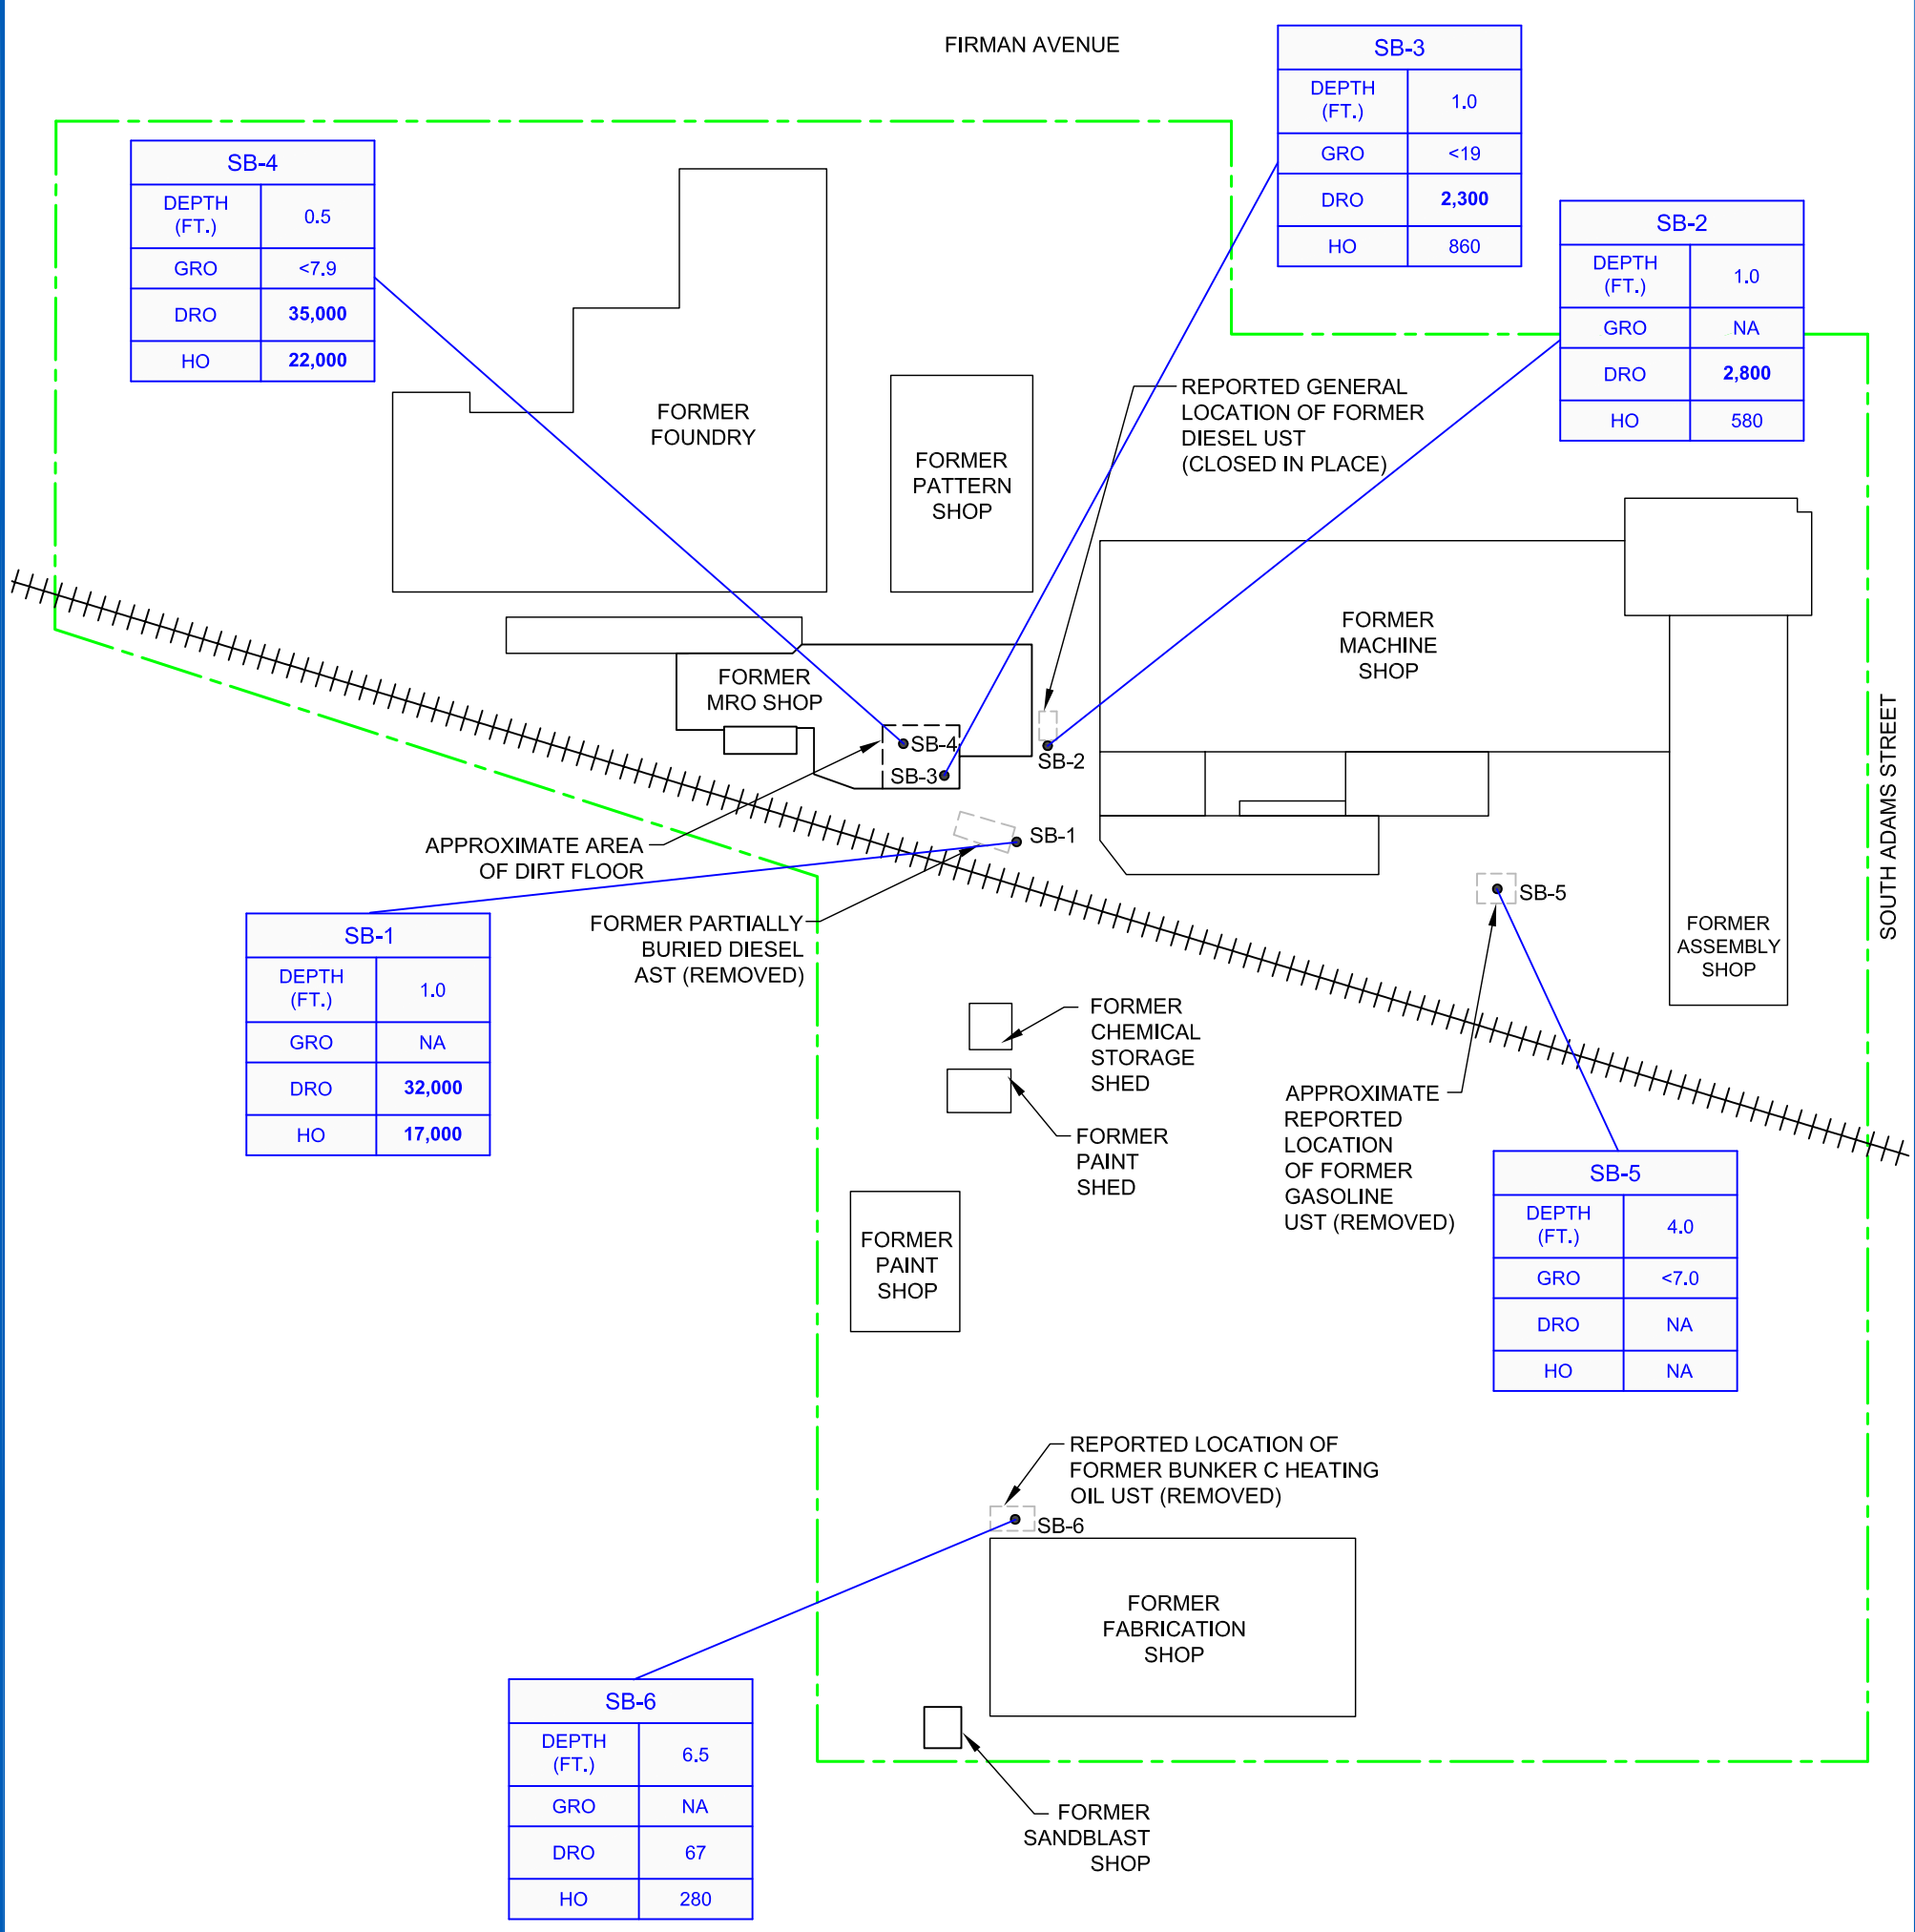 FIRMAN AVENUE
SB-3
DEPTH (FT.) 1.0
GRO <19
DRO 2,300
HO 860
SB-4
DEPTH (FT.) 0.5
GRO <7.9
DRO 35,000
HO 22,000
SB-2
DEPTH (FT.) 1.0
GRO NA
DRO 2,800
HO 580
FORMER
FOUNDRY
FORMER
PATTERN
SHOP
REPORTED GENERAL
LOCATION OF FORMER
DIESEL UST
(CLOSED IN PLACE)
FORMER
MACHINE
SHOP
FORMER
MRO SHOP
SB-4
SB-3
SB-2
SB-1
SOUTH ADAMS STREET
APPROXIMATE AREA
OF DIRT FLOOR
SB-5
FORMER
ASSEMBLY
SHOP
FORMER PARTIALLY
BURIED DIESEL
AST (REMOVED)
SB-1
DEPTH (FT.) 1.0
GRO NA
DRO 32,000
HO 17,000
FORMER
CHEMICAL
STORAGE
SHED
FORMER
PAINT
SHED
APPROXIMATE
REPORTED
LOCATION
OF FORMER
GASOLINE
UST (REMOVED)
SB-5
DEPTH (FT.) 4.0
GRO <7.0
DRO NA
HO NA
FORMER
PAINT
SHOP
REPORTED LOCATION OF
FORMER BUNKER C HEATING
OIL UST (REMOVED)
SB-6
FORMER
FABRICATION
SHOP
SB-6
DEPTH (FT.) 6.5
GRO NA
DRO 67
HO 280
FORMER
SANDBLAST
SHOP